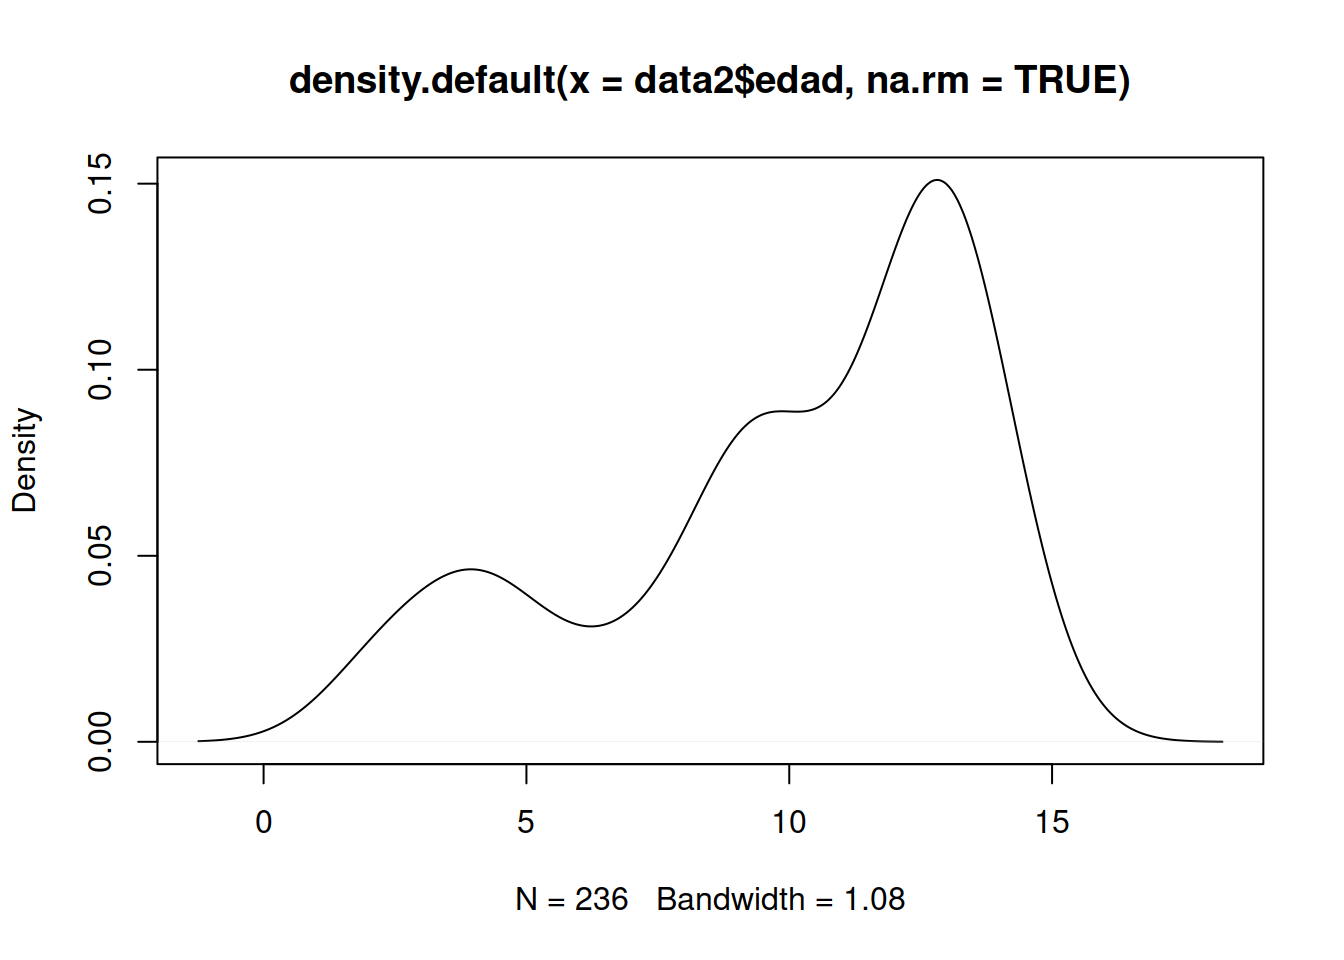 density.default(x = data2$edad, na.rm = TRUE)
Density
0.15
0.10
0.05
0.00
0 5 10 15
N = 236 Bandwidth = 1.08